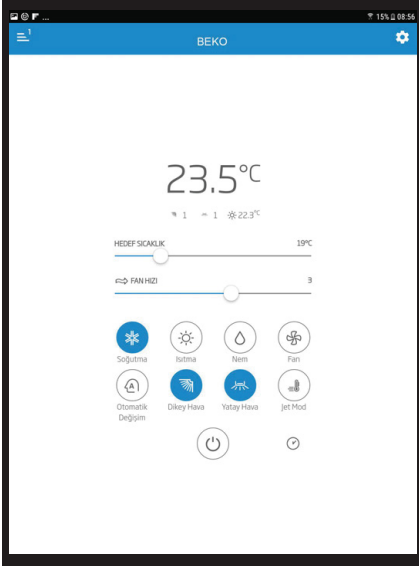 ... 15% 08:56
1
BEKO
23.5°C
1 1 22.3°C
HEDEF SICAKLIK 19°C
FAN HIZI 3
Soğutma Isıtma Nem Fan
A
Otomatik Değişim Dikey Hava Yatay Hava Jet Mod